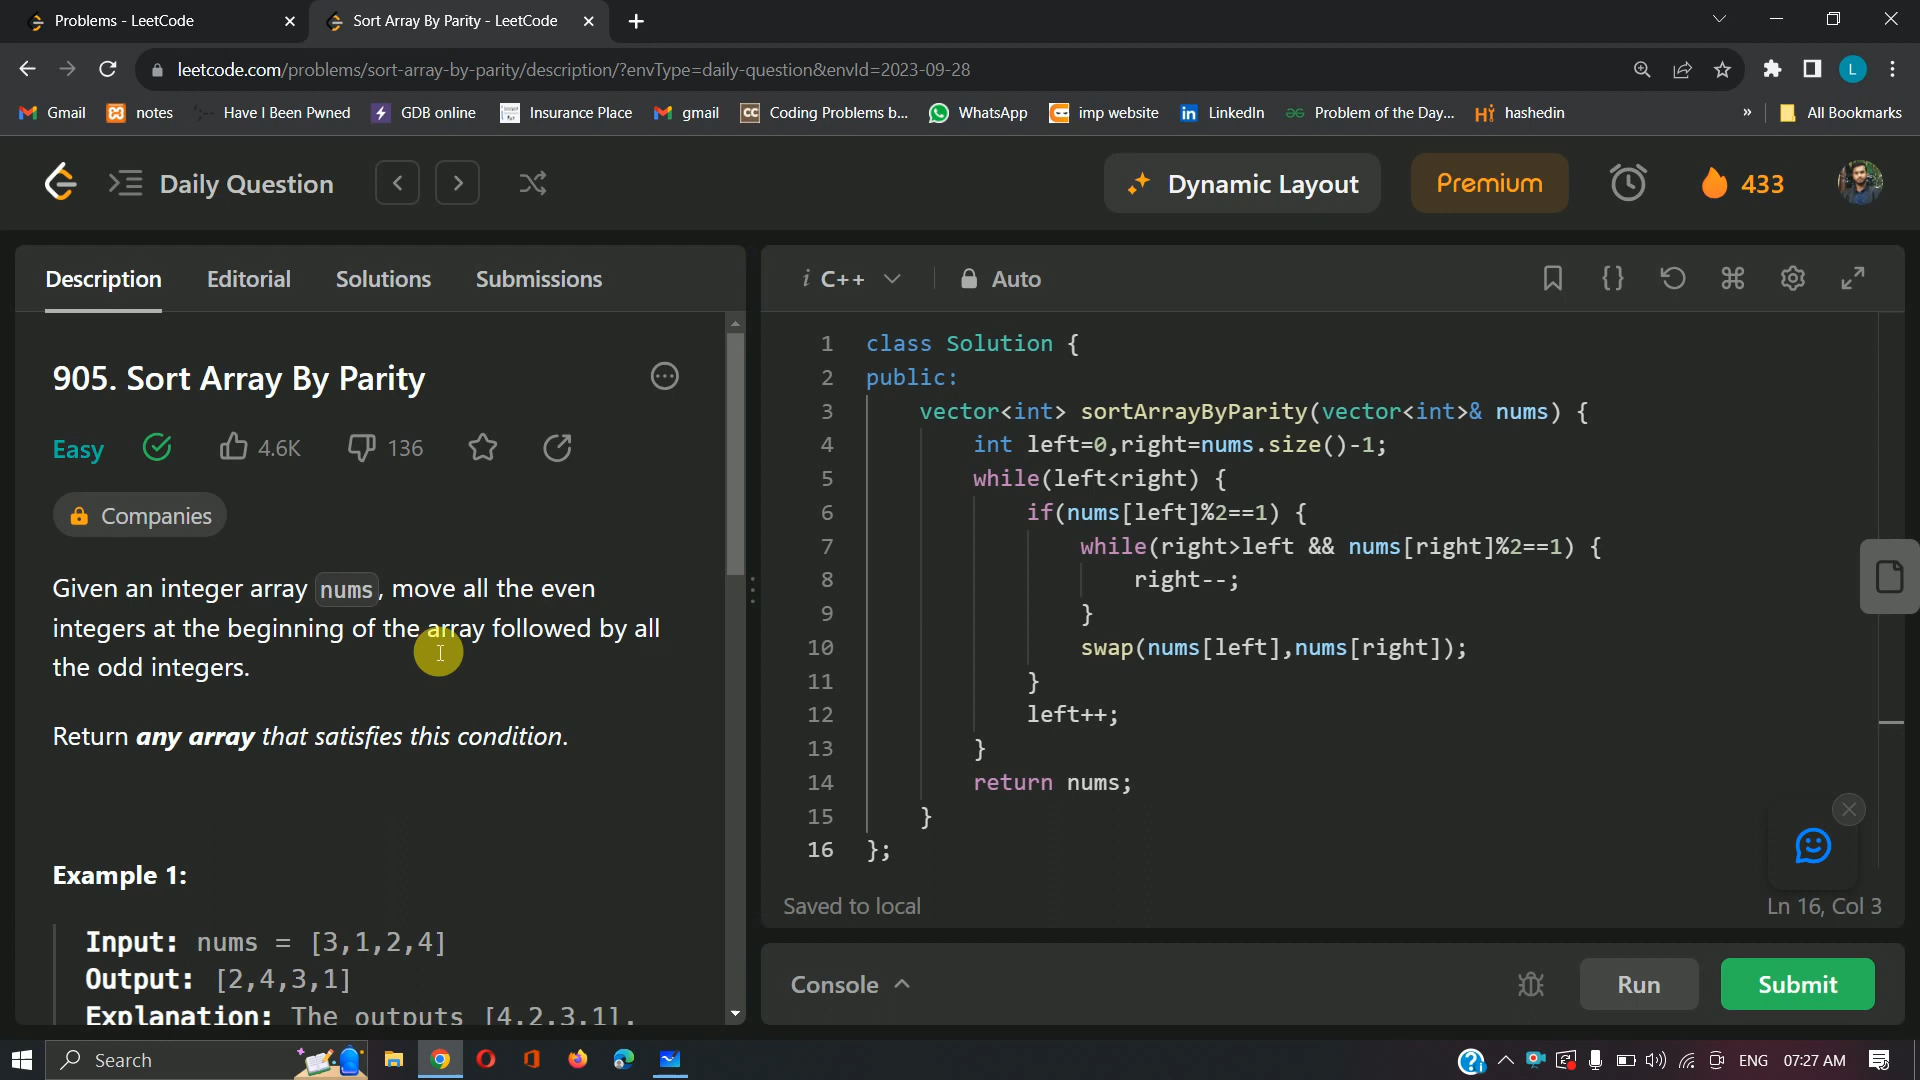 Problems - LeetCode
Sort Array By Parity - LeetCode
leetcode.com/problems/sort-array-by-parity/description/?envType=daily-question&envId=2023-09-28
L
Gmail notes Have I Been Pwned GDB online Insurance Place gmail CC Coding Problems b... WhatsApp imp website in LinkedIn Problem of the Day... hashedin » All Bookmarks
Daily Question
Dynamic Layout
Premium
433
Description Editorial Solutions Submissions
905. Sort Array By Parity
Easy 4.6K 136
Companies
Given an integer array nums, move all the even
integers at the beginning of the array followed by all
the odd integers.
Return any array that satisfies this condition.
Example 1:
Input: nums = [3,1,2,4]
Output: [2,4,3,1]
Explanation: The outputs [4,2,3,1],
i C++ Auto
1 class Solution {
2 public:
3 vector<int> sortArrayByParity(vector<int>& nums) {
4 int left=0,right=nums.size()-1;
5 while(left<right) {
6 if(nums[left]%2==1) {
7 while(right>left && nums[right]%2==1) {
8 right--;
9 }
10 swap(nums[left],nums[right]);
11 }
12 left++;
13 }
14 return nums;
15 }
16 };
Saved to local
Ln 16, Col 3
Console
Run
Submit
Search
ENG 07:27 AM